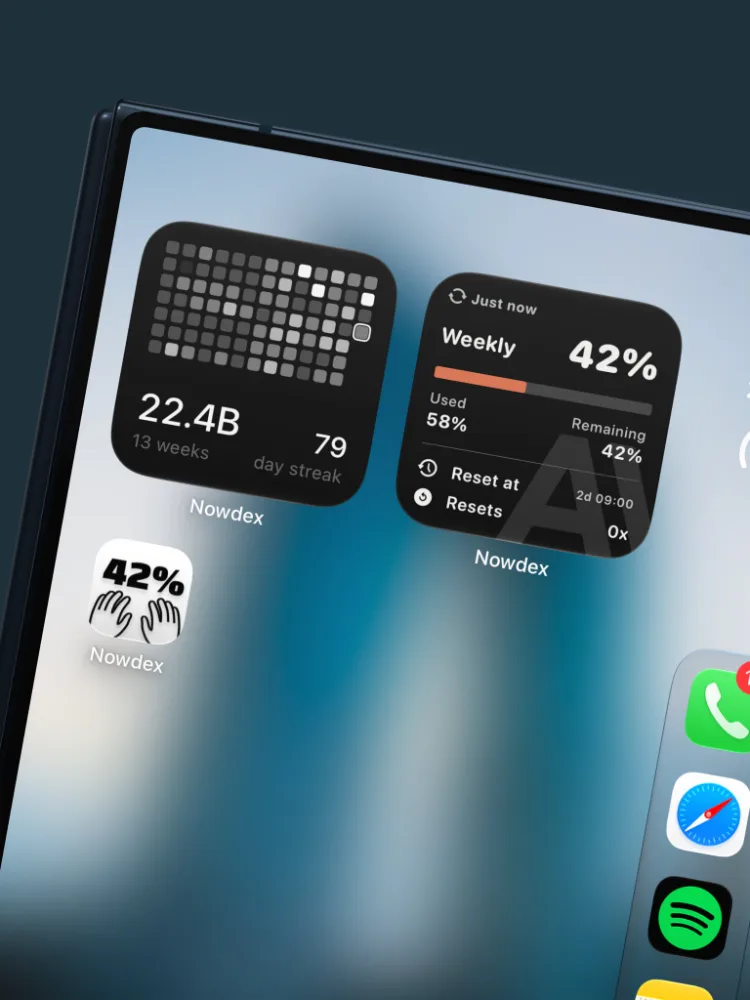 22.4B
13 weeks
79
day streak
Nowdex
Just now
Weekly
42%
Used
58%
Remaining
42%
Reset at
2d 09:00
Resets
0x
Nowdex
42%
Nowdex